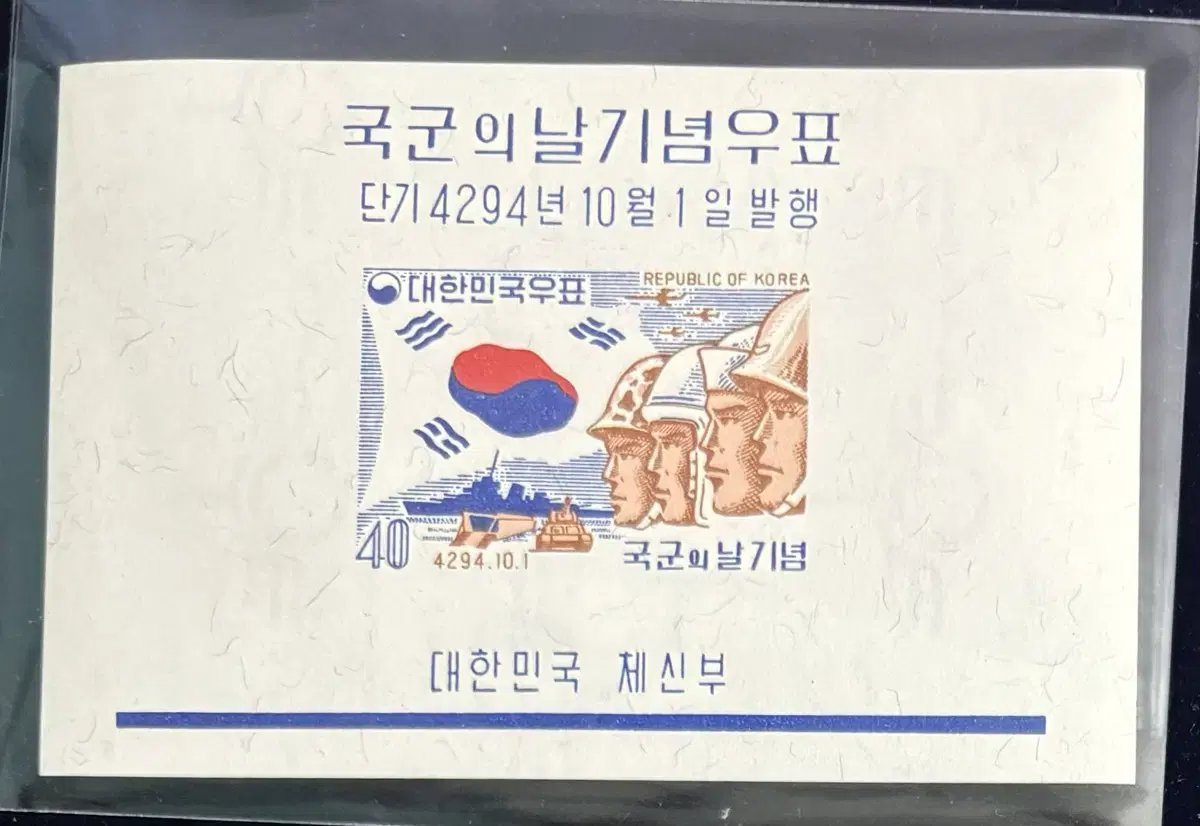 국군의날기념우표
단기 4294년 10월 1일 발행
대한민국우표
REPUBLIC OF KOREA
40
4294.10.1
국군의날기념
대한민국 체신부